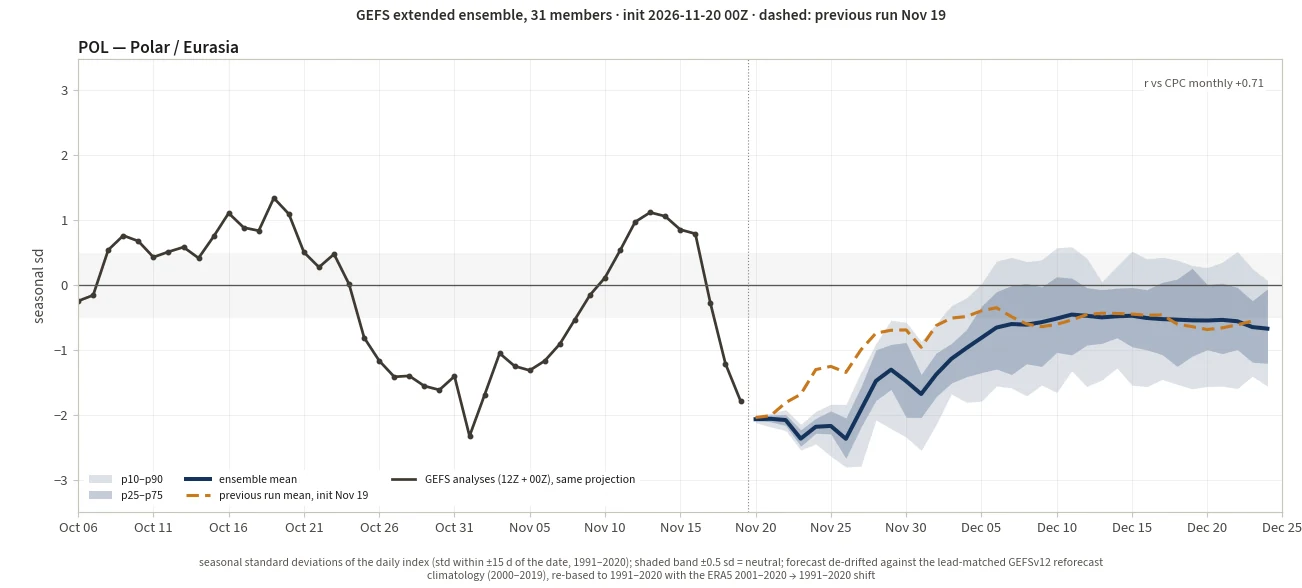 GEFS extended ensemble, 31 members · init 2026-11-20 00Z · dashed: previous run Nov 19
POL — Polar / Eurasia
r vs CPC monthly +0.71
seasonal sd
3
2
1
0
−1
−2
−3
p10–p90
p25–p75
ensemble mean
previous run mean, init Nov 19
GEFS analyses (12Z + 00Z), same projection
Oct 06
Oct 11
Oct 16
Oct 21
Oct 26
Oct 31
Nov 05
Nov 10
Nov 15
Nov 20
Nov 25
Nov 30
Dec 05
Dec 10
Dec 15
Dec 20
Dec 25
seasonal standard deviations of the daily index (std within ±15 d of the date, 1991–2020); shaded band ±0.5 sd = neutral; forecast de-drifted against the lead-matched GEFSv12 reforecast
climatology (2000–2019), re-based to 1991–2020 with the ERA5 2001–2020 → 1991–2020 shift